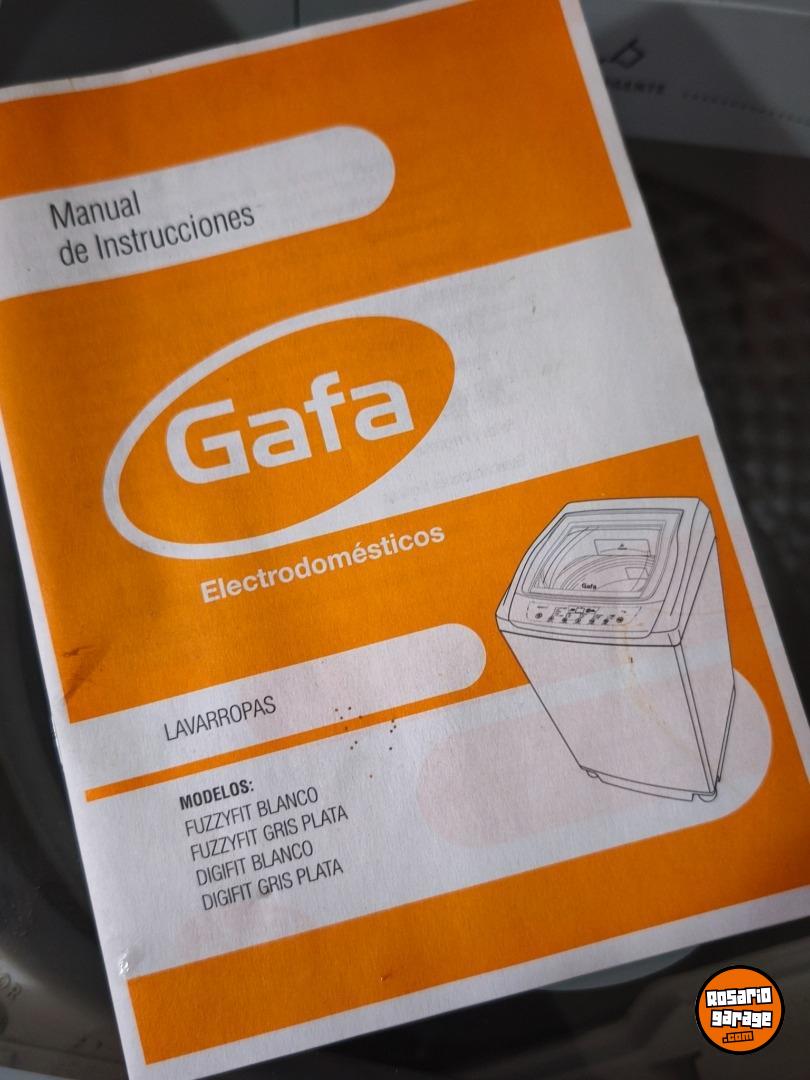 Manual
de Instrucciones
Gafa
Electrodomésticos
Gafa
LAVARROPAS
MODELOS:
FUZZYFIT BLANCO
FUZZYFIT GRIS PLATA
DIGIFIT BLANCO
DIGIFIT GRIS PLATA
Rosario
garage
.com